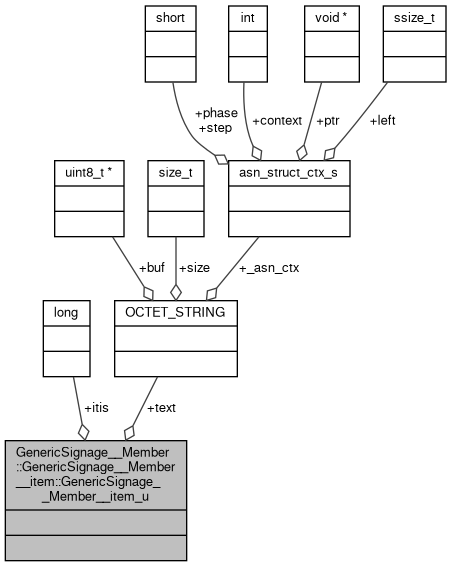 short
int
void *
ssize_t
+phase
+step
+context
+ptr
+left
uint8_t *
size_t
asn_struct_ctx_s
+buf
+size
+_asn_ctx
long
OCTET_STRING
+itis
+text
GenericSignage__Member
::GenericSignage__Member
__item::GenericSignage_
_Member__item_u